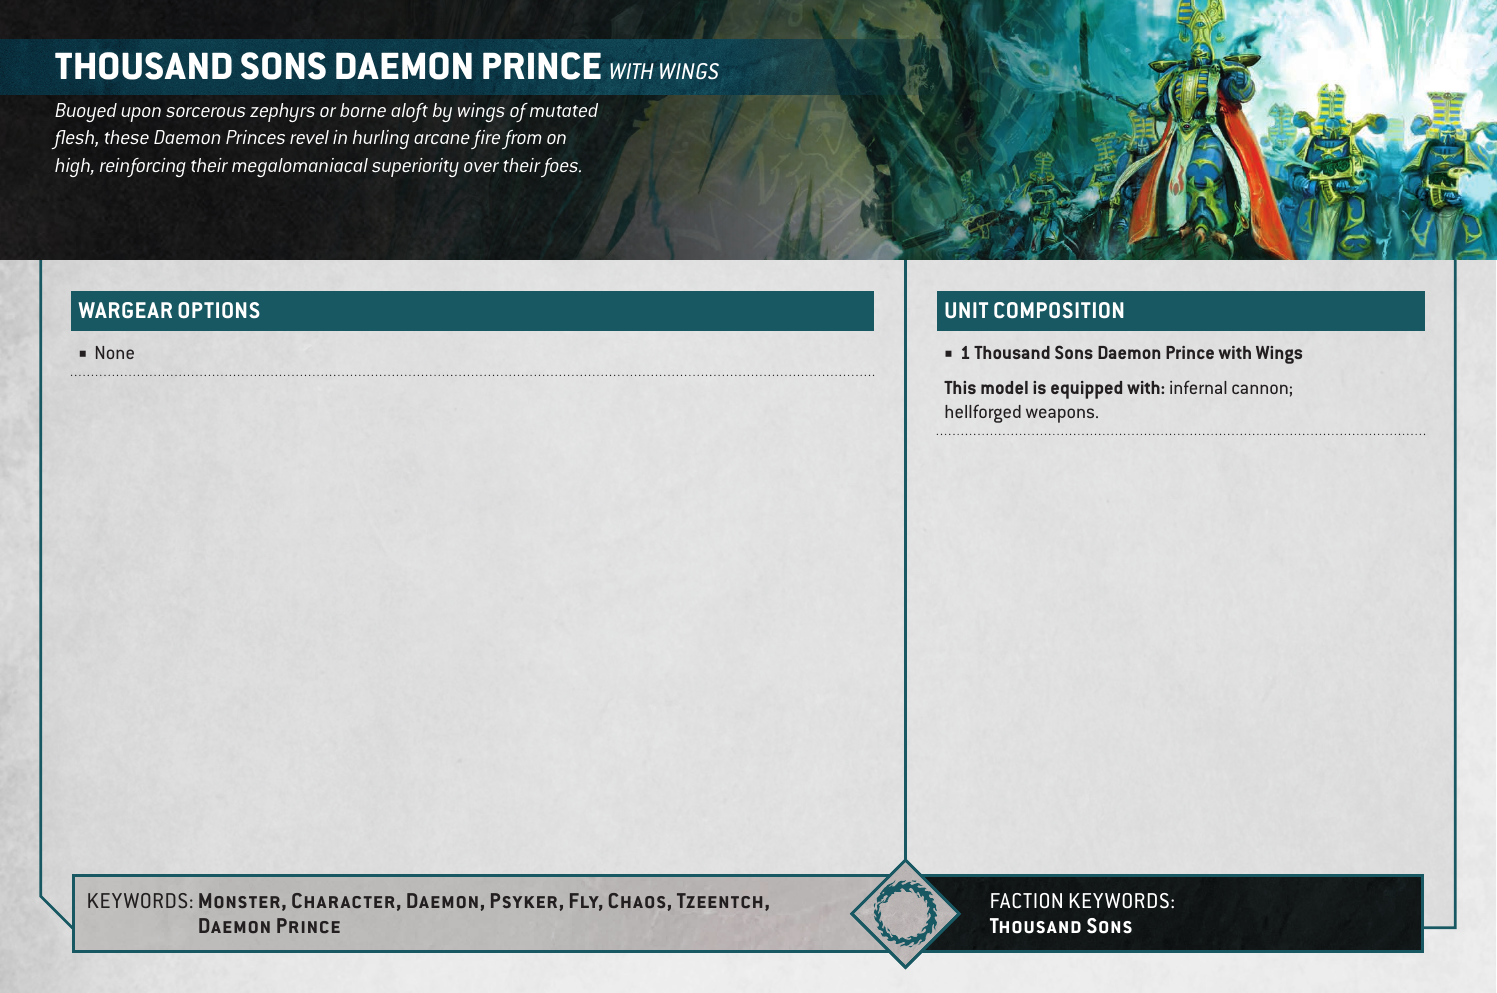 THOUSAND SONS DAEMON PRINCE WITH WINGS
Buoyed upon sorcerous zephyrs or borne aloft by wings of mutated
flesh, these Daemon Princes revel in hurling arcane fire from on
high, reinforcing their megalomaniacal superiority over their foes.
WARGEAR OPTIONS
▪ None
UNIT COMPOSITION
▪ 1 Thousand Sons Daemon Prince with Wings
This model is equipped with: infernal cannon;
hellforged weapons.
KEYWORDS: Monster, Character, Daemon, Psyker, Fly, Chaos, Tzeentch,
Daemon Prince
FACTION KEYWORDS:
Thousand Sons